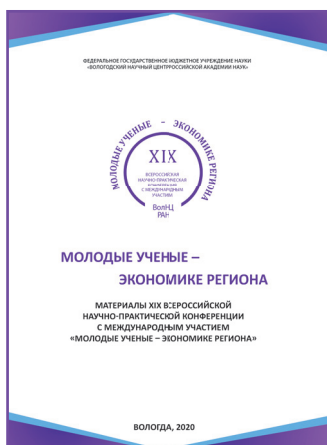 ФЕДЕРАЛЬНОЕ ГОСУДАРСТВЕННОЕ БЮДЖЕТНОЕ УЧРЕЖДЕНИЕ НАУКИ
«ВОЛОГОДСКИЙ НАУЧНЫЙ ЦЕНТРРОССИЙСКОЙ АКАДЕМИИ НАУК»
МОЛОДЫЕ УЧЕНЫЕ – ЭКОНОМИКЕ РЕГИОНА
XIX
ВСЕРОССИЙСКАЯ
НАУЧНО-ПРАКТИЧЕСКАЯ
КОНФЕРЕНЦИЯ
С МЕЖДУНАРОДНЫМ
УЧАСТИЕМ
ВолНЦ
РАН
МОЛОДЫЕ УЧЕНЫЕ –
ЭКОНОМИКЕ РЕГИОНА
МАТЕРИАЛЫ XIX ВСЕРОССИЙСКОЙ
НАУЧНО-ПРАКТИЧЕСКОЙ КОНФЕРЕНЦИИ
С МЕЖДУНАРОДНЫМ УЧАСТИЕМ
«МОЛОДЫЕ УЧЕНЫЕ – ЭКОНОМИКЕ РЕГИОНА»
ВОЛОГДА, 2020